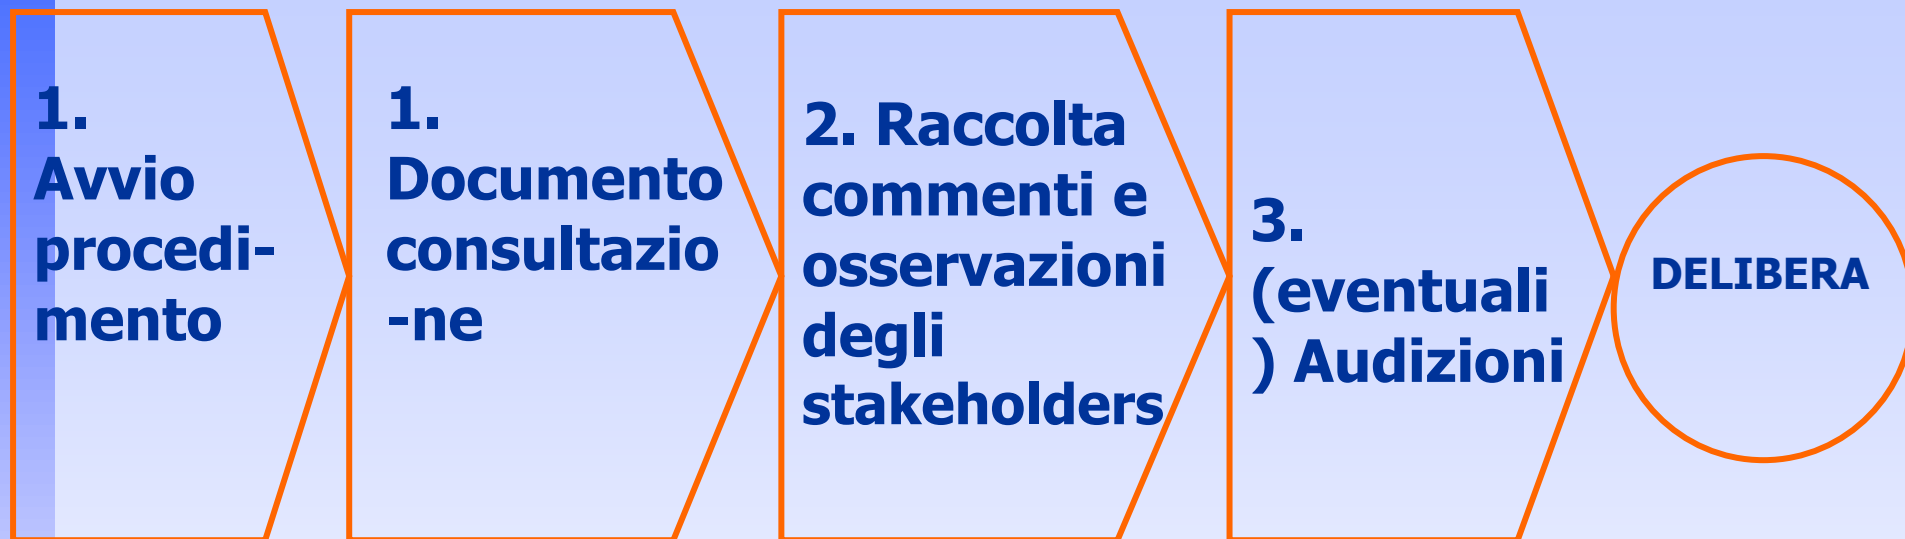 1.
Avvio
procedi-
mento
1.
Documento
consultazio
-ne
2. Raccolta
commenti e
osservazioni
degli
stakeholders
3.
(eventuali
) Audizioni
DELIBERA